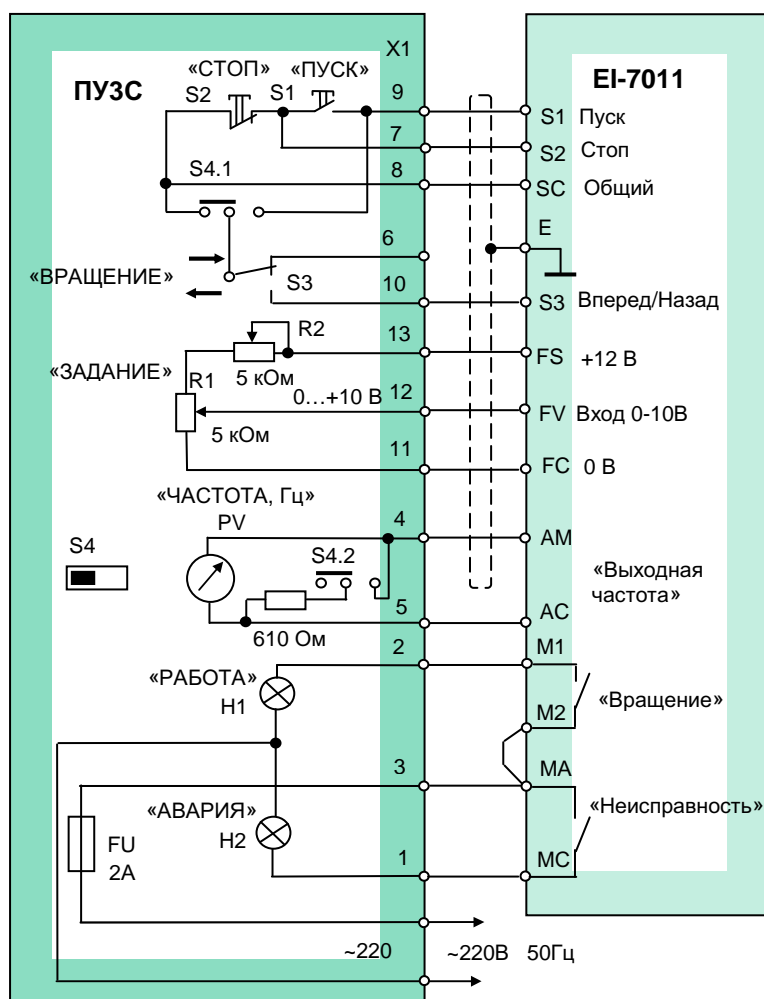 X1
ПУЗС
EI-7011
«СТОП» «ПУСК»
S2
S1
9
S1 Пуск
7
S2 Стоп
S4.1
8
SC Общий
6
E
«ВРАЩЕНИЕ»
S3
10
S3 Вперед/Назад
R2
13
FS +12 В
«ЗАДАНИЕ»
R1
5 кОм
0...+10 В
12
FV Вход 0-10В
5 кОм
11
FC 0 В
«ЧАСТОТА, Гц»
PV
4
AM
S4
S4.2
«Выходная
частота»
5
AC
610 Ом
2
M1
«РАБОТА»
H1
«Вращение»
M2
3
MA
«АВАРИЯ»
H2
«Неисправность»
FU
2А
1
MC
~220
~220В 50Гц